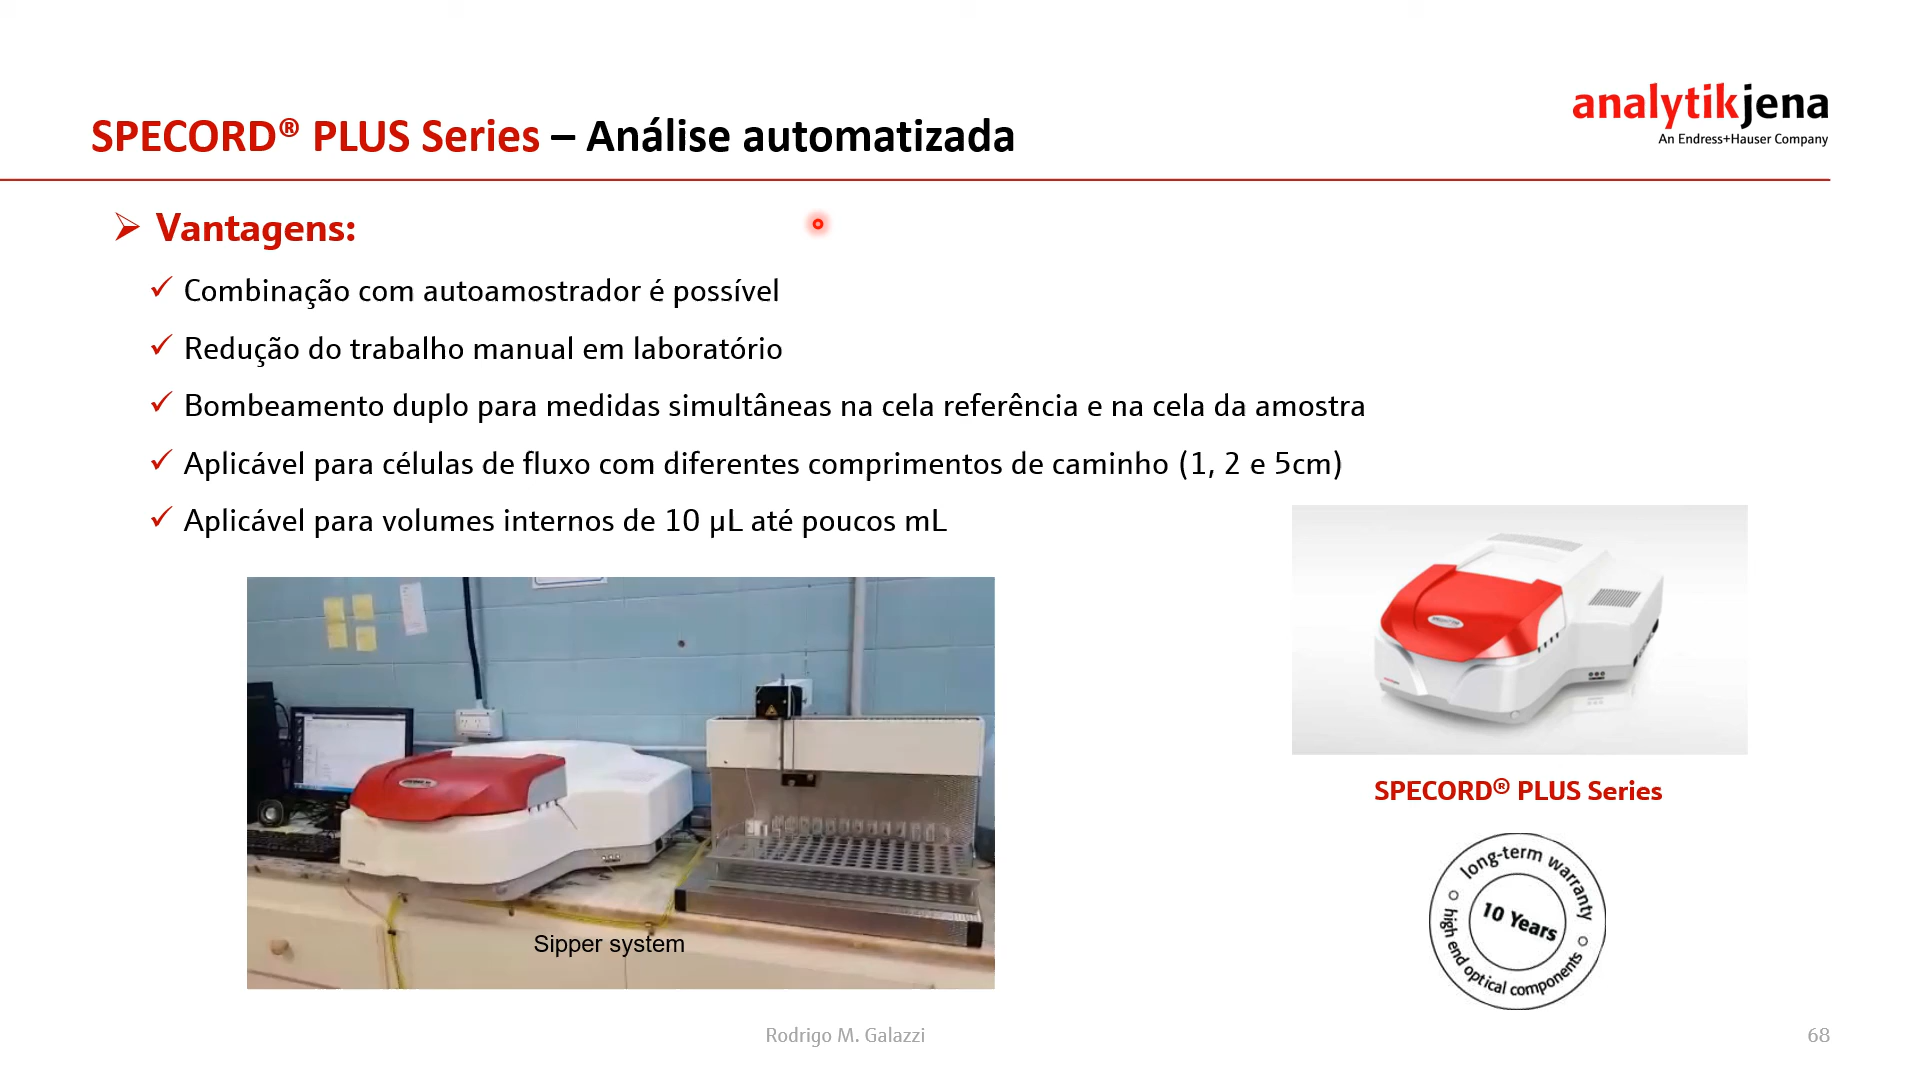 analytikjena
An Endress+Hauser Company
SPECORD® PLUS Series – Análise automatizada
Vantagens:
Combinação com autoamostrador é possível
Redução do trabalho manual em laboratório
Bombeamento duplo para medidas simultâneas na cela referência e na cela da amostra
Aplicável para células de fluxo com diferentes comprimentos de caminho (1, 2 e 5cm)
Aplicável para volumes internos de 10 µL até poucos mL
Sipper system
SPECORD® PLUS Series
long-term warranty
10 Years
high end optical components
Rodrigo M. Galazzi
68